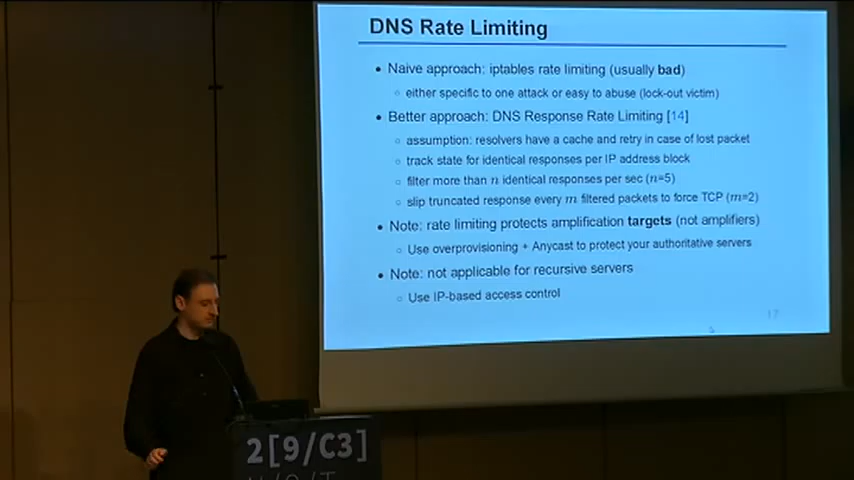 DNS Rate Limiting
• Naive approach: iptables rate limiting (usually bad)
○ either specific to one attack or easy to abuse (lock-out victim)
• Better approach: DNS Response Rate Limiting [14]
○ assumption: resolvers have a cache and retry in case of lost packet
○ track state for identical responses per IP address block
○ filter more than n identical responses per sec (n=5)
○ slip truncated response every m filtered packets to force TCP (m=2)
• Note: rate limiting protects amplification targets (not amplifiers)
○ Use overprovisioning + Anycast to protect your authoritative servers
• Note: not applicable for recursive servers
○ Use IP-based access control
17
2[9/C3]